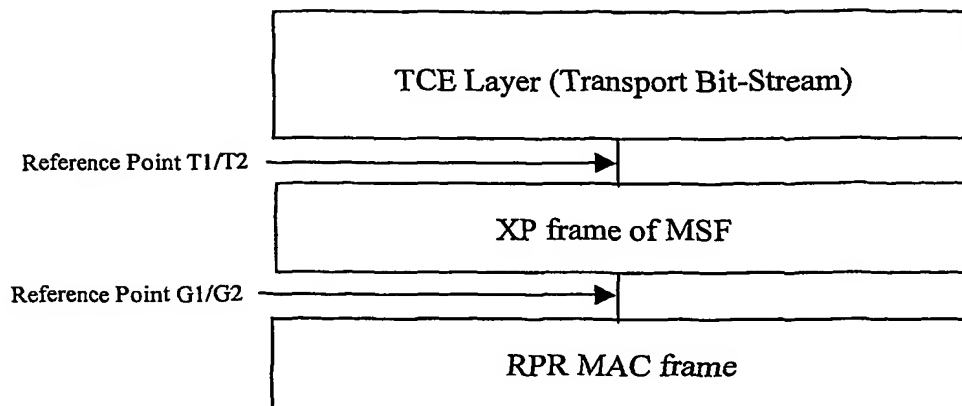 TCE Layer (Transport Bit-Stream)
Reference Point T1/T2
XP frame of MSF
Reference Point G1/G2
RPR MAC frame